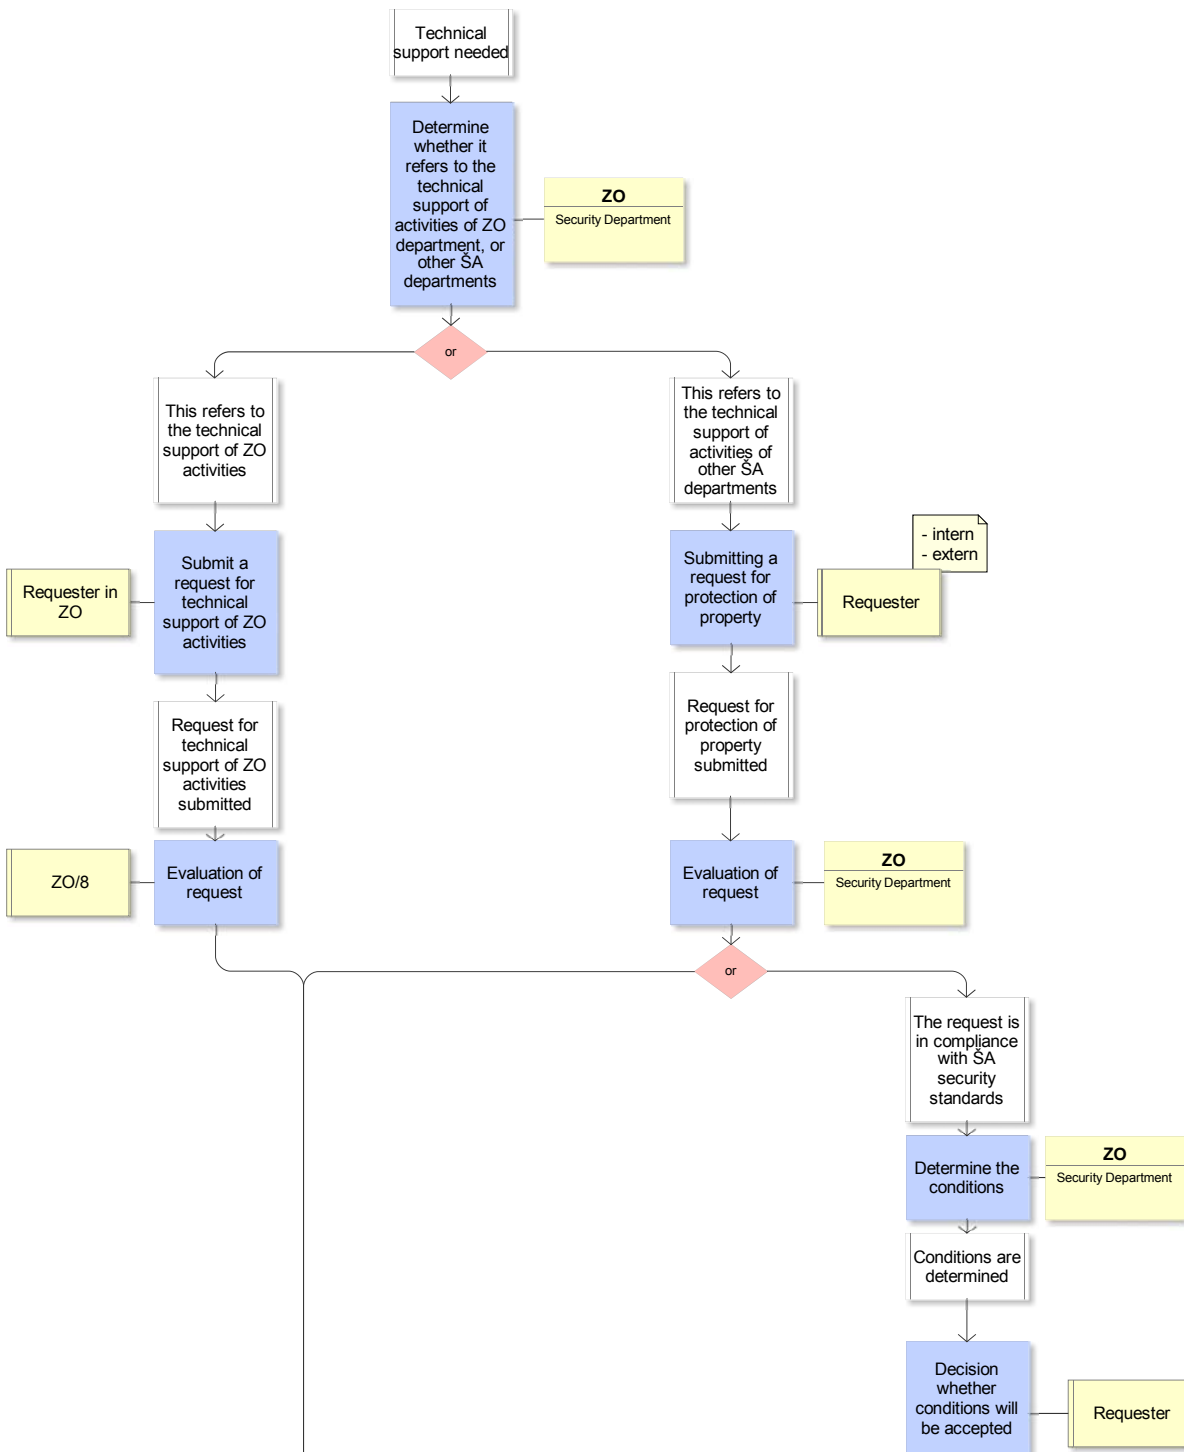 Technical
support needed
Determine
whether it
refers to the
technical
support of
activities of ZO
department, or
other ŠA
departments
ZO
Security Department
or
This refers to
the technical
support of ZO
activities
This refers to
the technical
support of
activities of
other ŠA
departments
Submit a
request for
technical
support of ZO
activities
Requester in
ZO
Submitting a
request for
protection of
property
- intern
- extern
Requester
Request for
technical
support of ZO
activities
submitted
Request for
protection of
property
submitted
ZO/8
Evaluation of
request
Evaluation of
request
ZO
Security Department
or
The request is
in compliance
with ŠA
security
standards
Determine the
conditions
ZO
Security Department
Conditions are
determined
Decision
whether
conditions will
be accepted
Requester